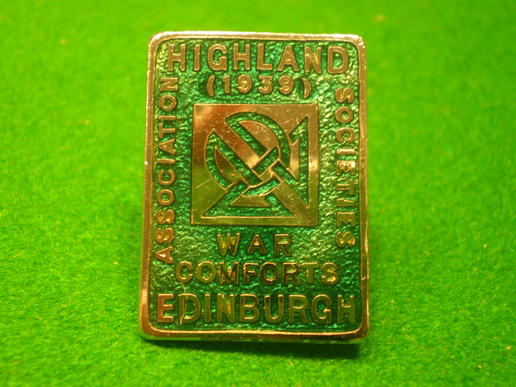 HIGHLAND
(1939)
ASSOCIATION
SOCIETIES
WAR
COMFORTS
EDINBURGH